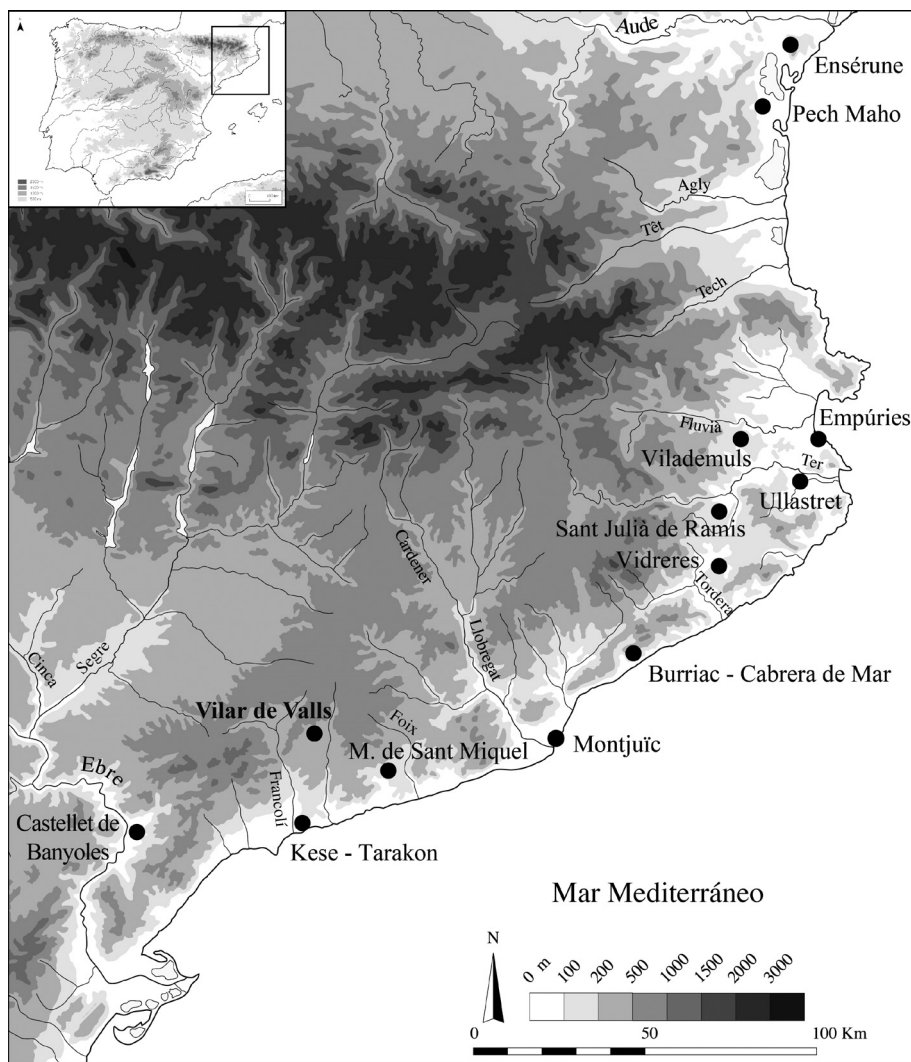 Aude
Ensérune
Pech Maho
Agly
Têt
Tech
Empúries
Fluvià
Vilademuls
Ter
Ullastret
Sant Julià de Ramis
Vidreres
Tordera
Cardener
Llobregat
Burriac - Cabrera de Mar
Segre
Cinca
Vilar de Valls
Foix
M. de Sant Miquel
Montjuïc
Ebre
Francolí
Castellet de
Banyoles
Kese - Tarakon
Mar Mediterráneo
N
0 m 100 200 500 1000 1500 2000 3000
0 50 100 Km